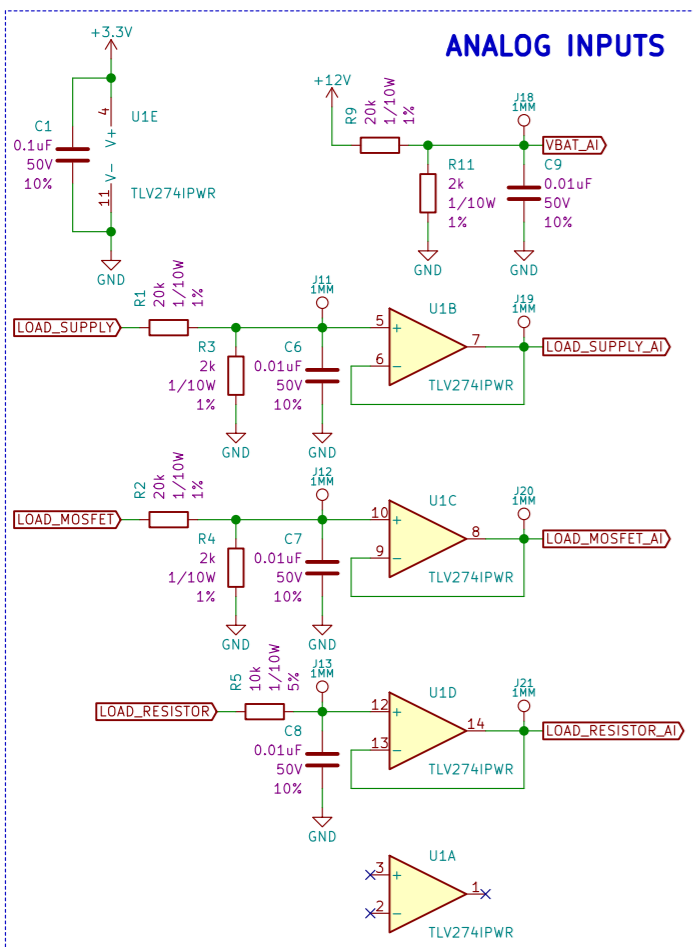 ANALOG INPUTS
+3.3V
4
V+
U1E
C1
0.1uF
50V
10%
V-
11
TLV274IPWR
GND
+12V
R9
20k
1/10W
1%
J18
1MM
VBAT_AI
R11
2k
1/10W
1%
C9
0.01uF
50V
10%
GND
GND
LOAD_SUPPLY
R1
20k
1/10W
1%
J11
1MM
R3
2k
1/10W
1%
C6
0.01uF
50V
10%
GND
GND
5
+
6
-
U1B
7
TLV274IPWR
J19
1MM
LOAD_SUPPLY_AI
LOAD_MOSFET
R2
20k
1/10W
1%
J12
1MM
R4
2k
1/10W
1%
C7
0.01uF
50V
10%
GND
GND
10
+
9
-
U1C
8
TLV274IPWR
J20
1MM
LOAD_MOSFET_AI
LOAD_RESISTOR
R5
10k
1/10W
5%
J13
1MM
C8
0.01uF
50V
10%
GND
12
+
13
-
U1D
14
TLV274IPWR
J21
1MM
LOAD_RESISTOR_AI
3
+
2
-
U1A
1
TLV274IPWR